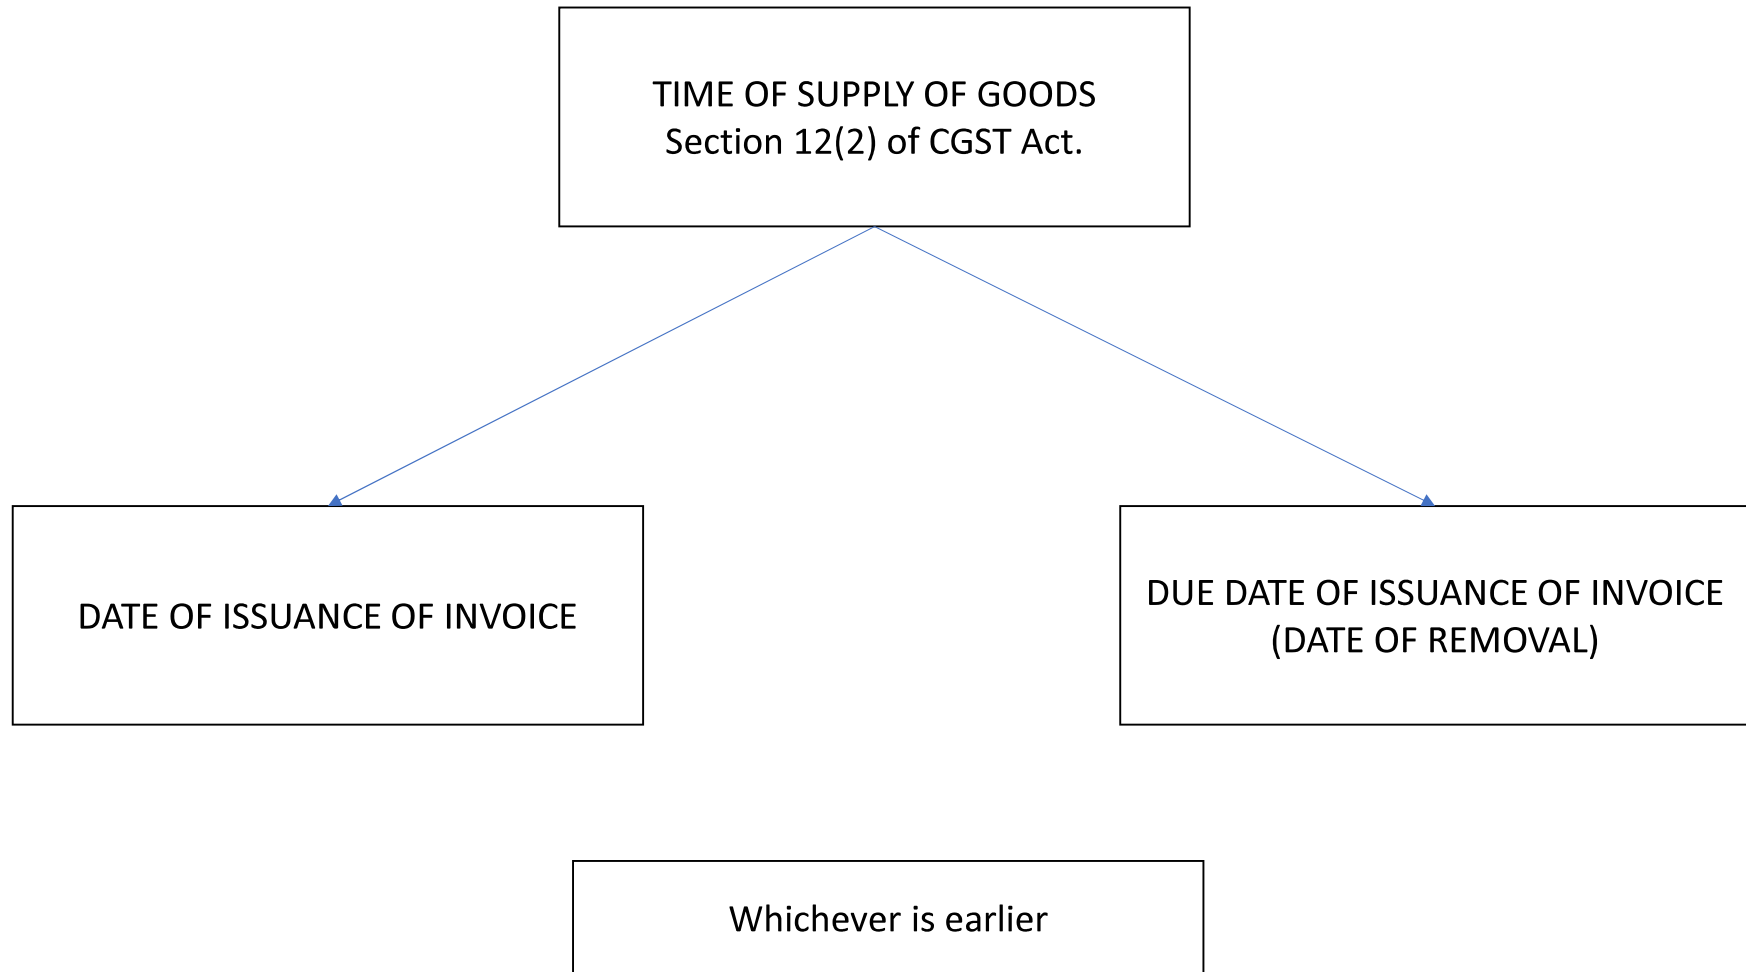 TIME OF SUPPLY OF GOODS
Section 12(2) of CGST Act.
DATE OF ISSUANCE OF INVOICE
DUE DATE OF ISSUANCE OF INVOICE
(DATE OF REMOVAL)
Whichever is earlier